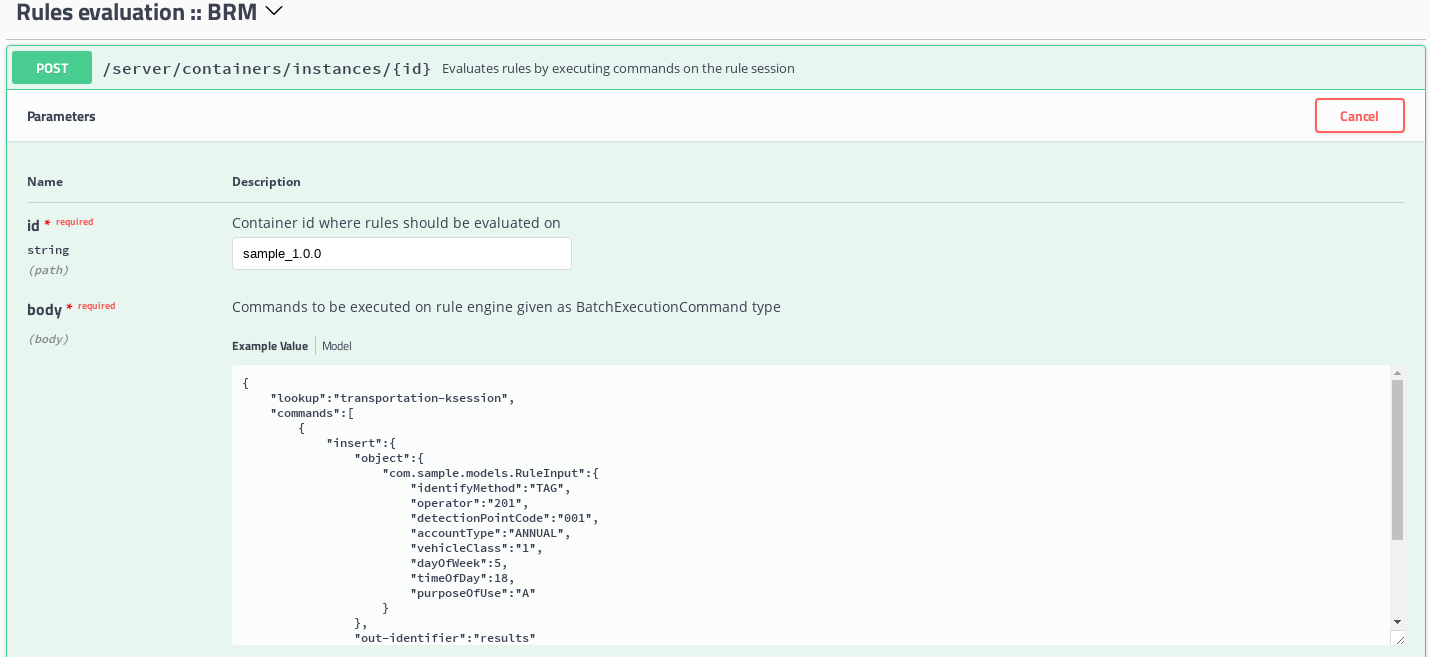 Rules evaluation :: BRM
POST /server/containers/instances/{id} Evaluates rules by executing commands on the rule session
Parameters Cancel
Name Description
id * required Container id where rules should be evaluated on
string sample_1.0.0
(path)
body * required Commands to be executed on rule engine given as BatchExecutionCommand type
(body)
Example Value Model
{
    "lookup":"transportation-ksession",
    "commands":[
        {
            "insert":{
                "object":{
                    "com.sample.models.RuleInput":{
                        "identifyMethod":"TAG",
                        "operator":"201",
                        "detectionPointCode":"001",
                        "accountType":"ANNUAL",
                        "vehicleClass":"1",
                        "dayOfWeek":5,
                        "timeOfDay":18,
                        "purposeOfUse":"A"
                    }
                },
                "out-identifier":"results"